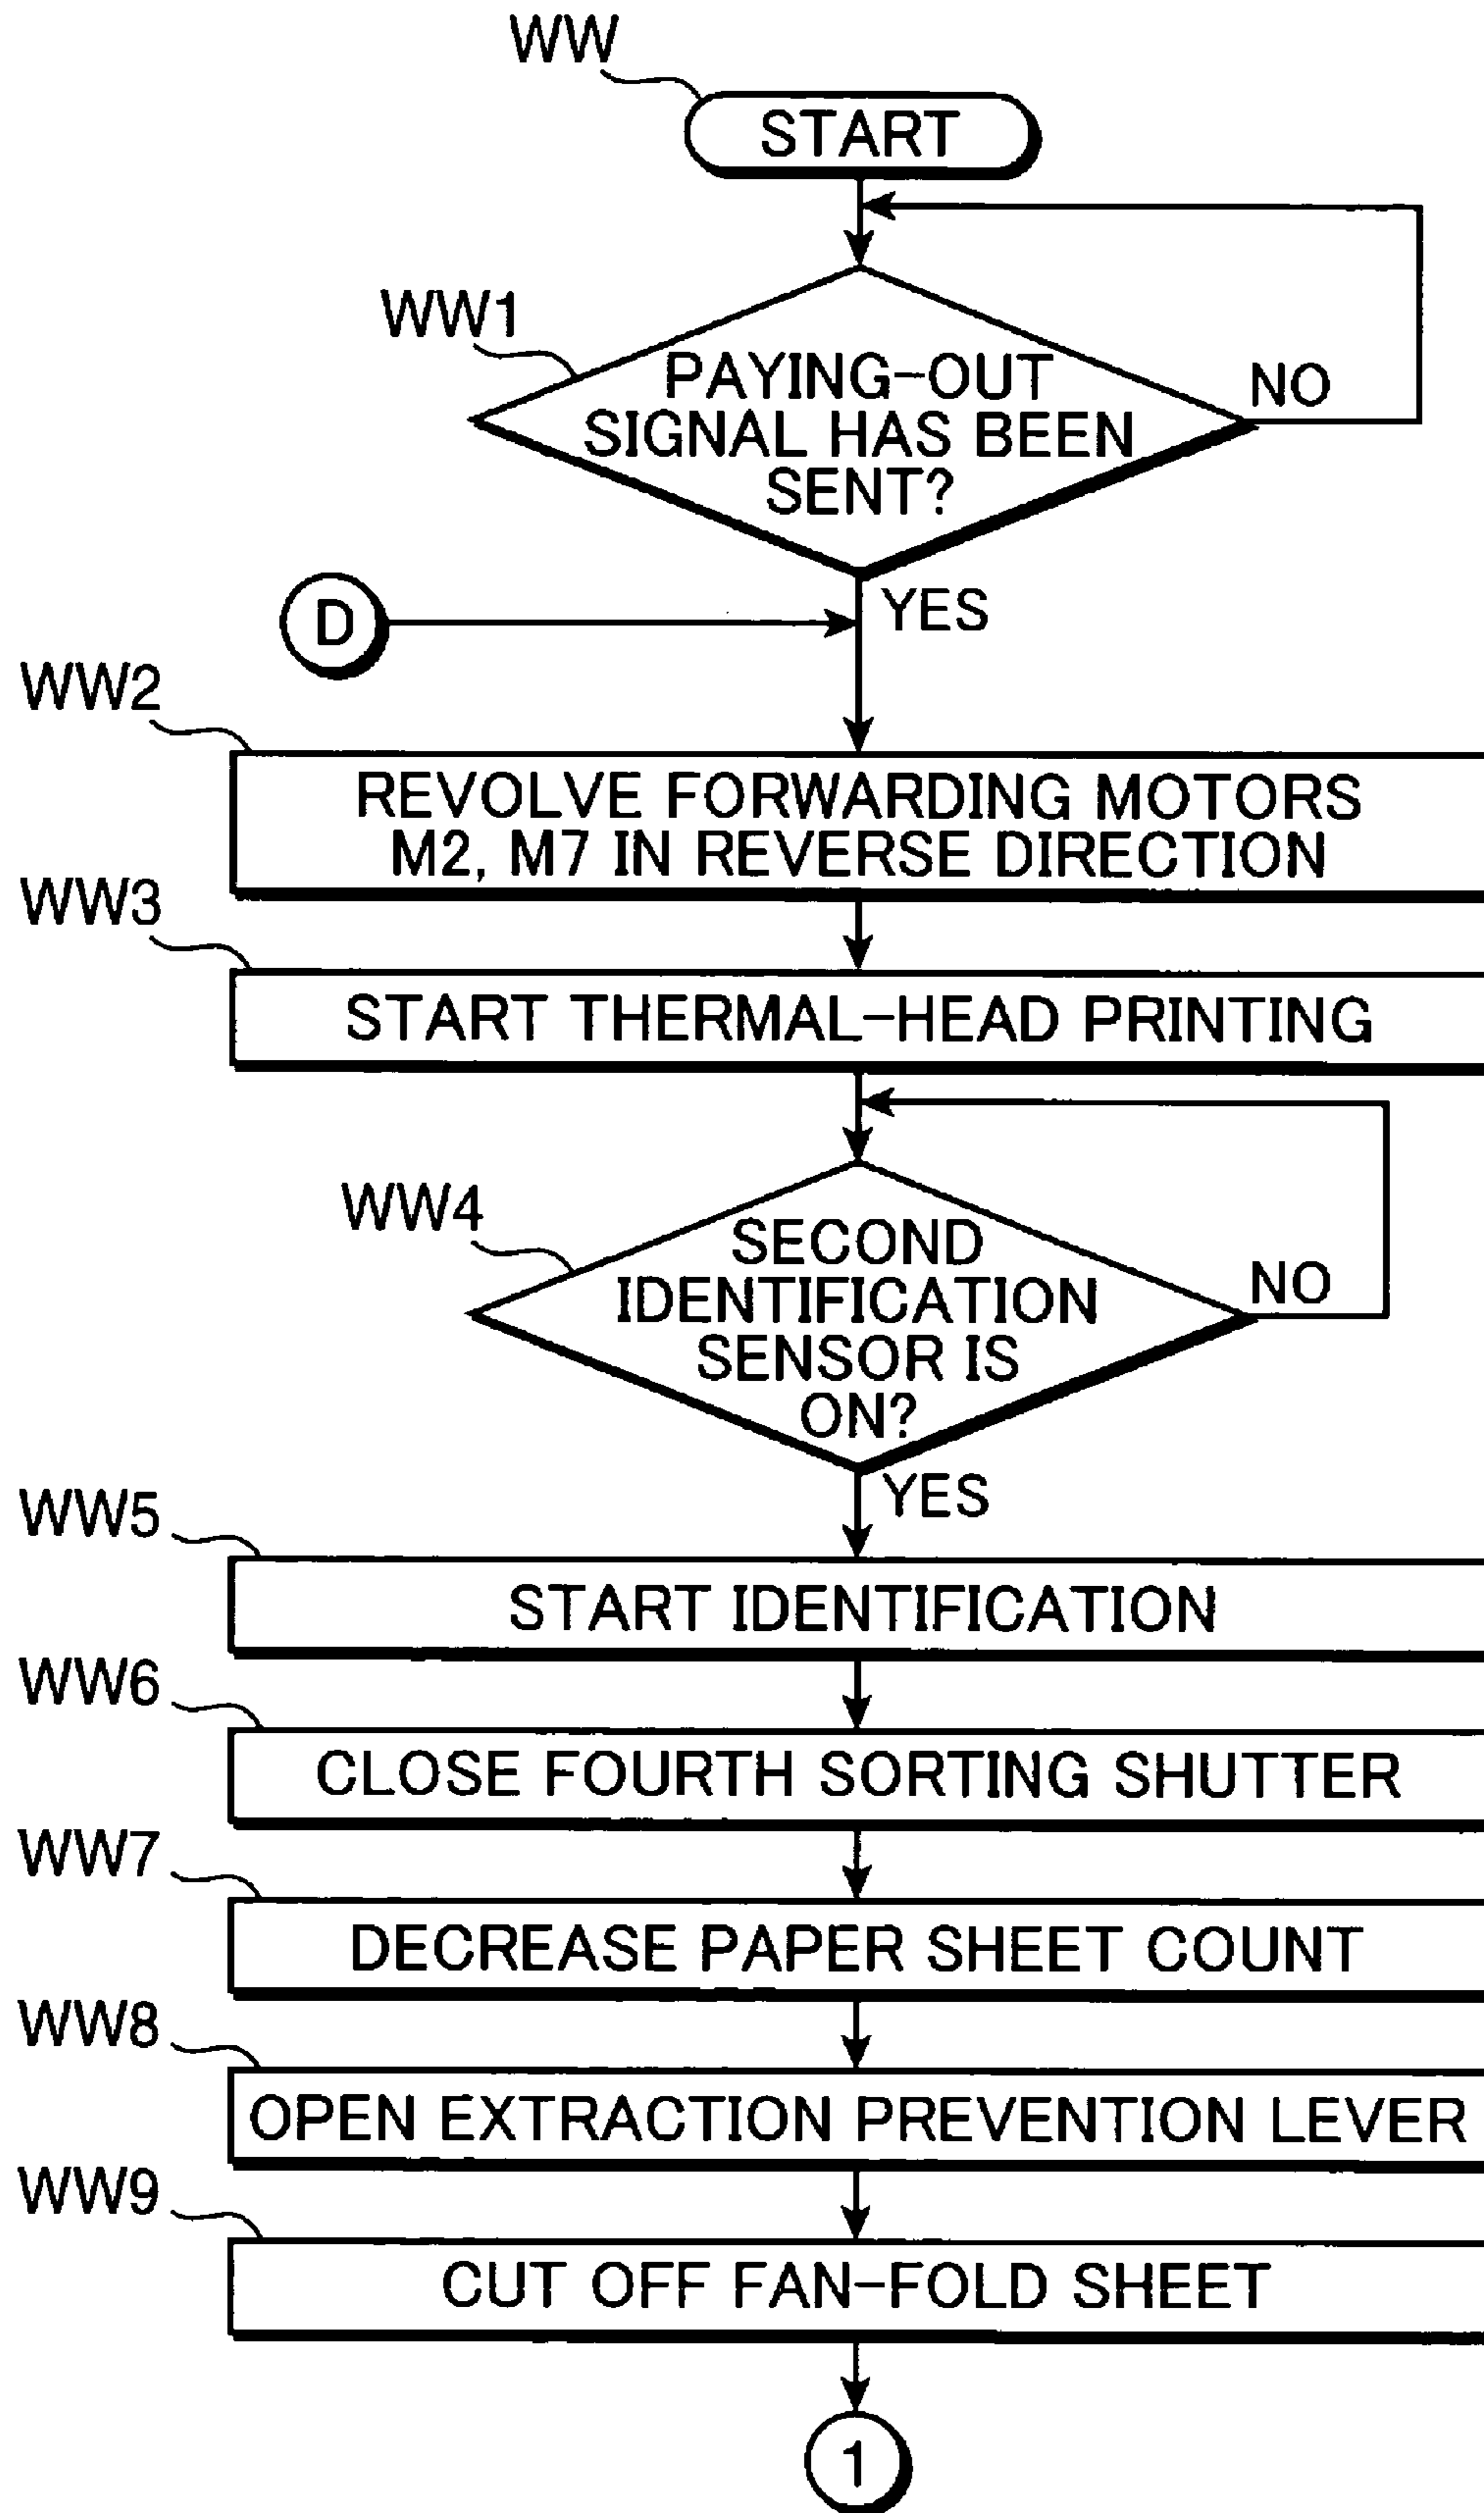 WW
START
WW1
PAYING-OUT
SIGNAL HAS BEEN
SENT?
NO
YES
D
WW2
REVOLVE FORWARDING MOTORS
M2, M7 IN REVERSE DIRECTION
WW3
START THERMAL-HEAD PRINTING
WW4
SECOND
IDENTIFICATION
SENSOR IS
ON?
NO
YES
WW5
START IDENTIFICATION
WW6
CLOSE FOURTH SORTING SHUTTER
WW7
DECREASE PAPER SHEET COUNT
WW8
OPEN EXTRACTION PREVENTION LEVER
WW9
CUT OFF FAN-FOLD SHEET
1